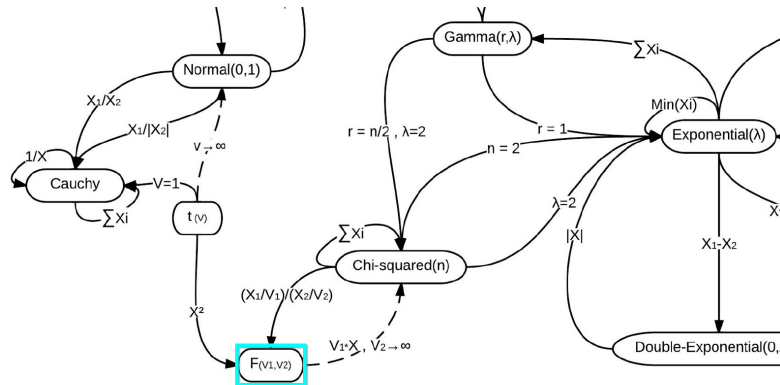 Gamma(r,λ)
∑Xi
Normal(0,1)
X1/X2
Min(Xi)
X1/|X2|
r = n/2 , λ=2
r = 1
Exponential(λ)
v→∞
n = 2
1/X
Cauchy
V=1
∑Xi
t (V)
λ=2
∑Xi
|X|
X1-X2
Chi-squared(n)
(X1/V1)/(X2/V2)
X²
V1*X , V2→∞
F(V1,V2)
Double-Exponential(0,